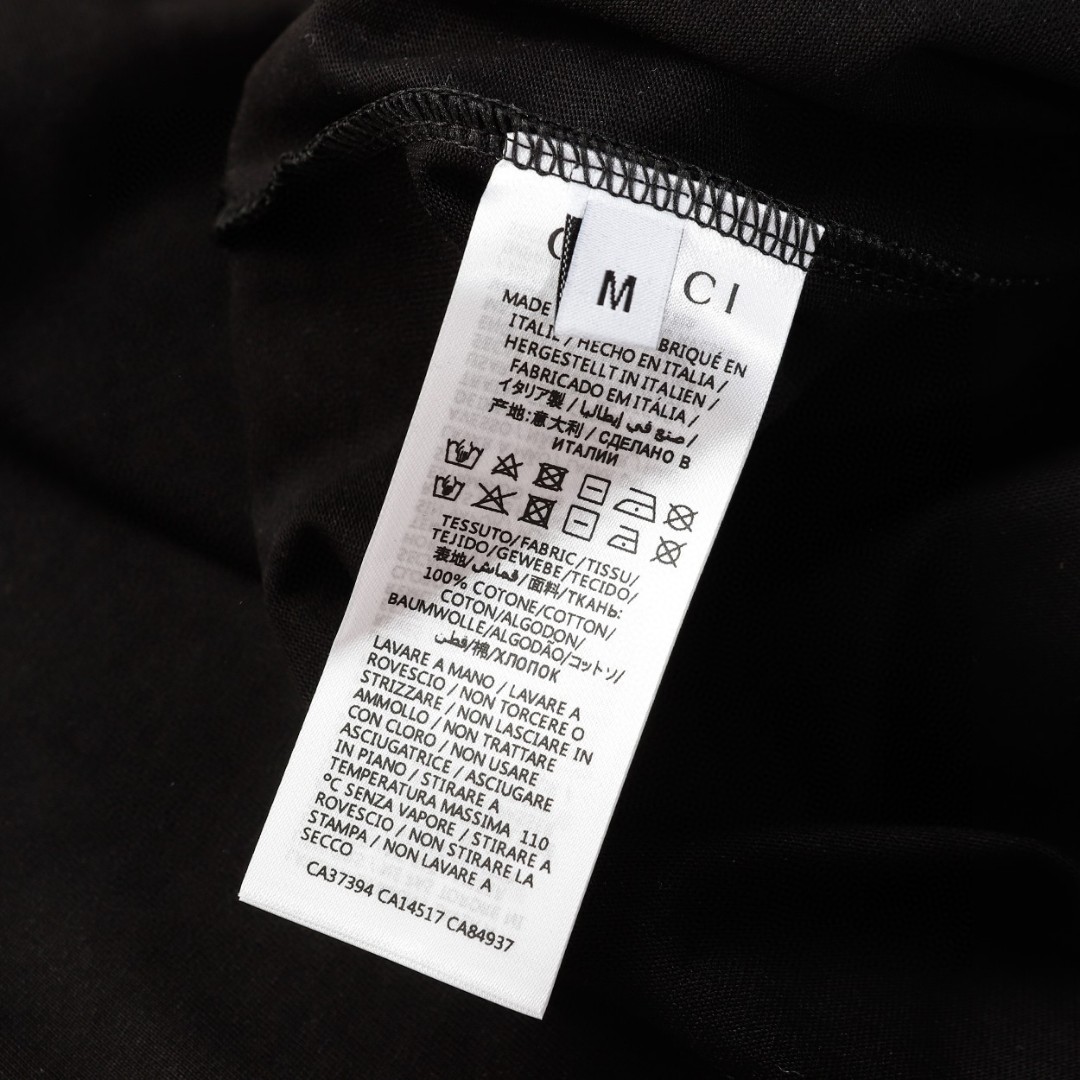 M
CI
MADE BRIQUÉ EN
ITALIE / HECHO EN ITALIA /
HERGESTELLT IN ITALIEN /
FABRICADO EM ITÁLIA /
イタリア製 / صنع في إيطاليا /
产地:意大利 / СДЕЛАНО В
ИТАЛИИ
TESSUTO/FABRIC/TISSU/
TEJIDO/GEWEBE/TECIDO/
表地/قماش/面料/ТКАНЬ:
100% COTONE/COTTON/
COTON/ALGODON/
BAUMWOLLE/ALGODÃO/コットン/
قطن/棉/ХЛОПОК
LAVARE A MANO / LAVARE A
ROVESCIO / NON TORCERE O
STRIZZARE / NON LASCIARE IN
AMMOLLO / NON TRATTARE
CON CLORO / NON USARE
ASCIUGATRICE / ASCIUGARE
IN PIANO / STIRARE A
TEMPERATURA MASSIMA 110
°C SENZA VAPORE / STIRARE A
ROVESCIO / NON STIRARE LA
STAMPA / NON LAVARE A
SECCO
CA37394 CA14517 CA84937